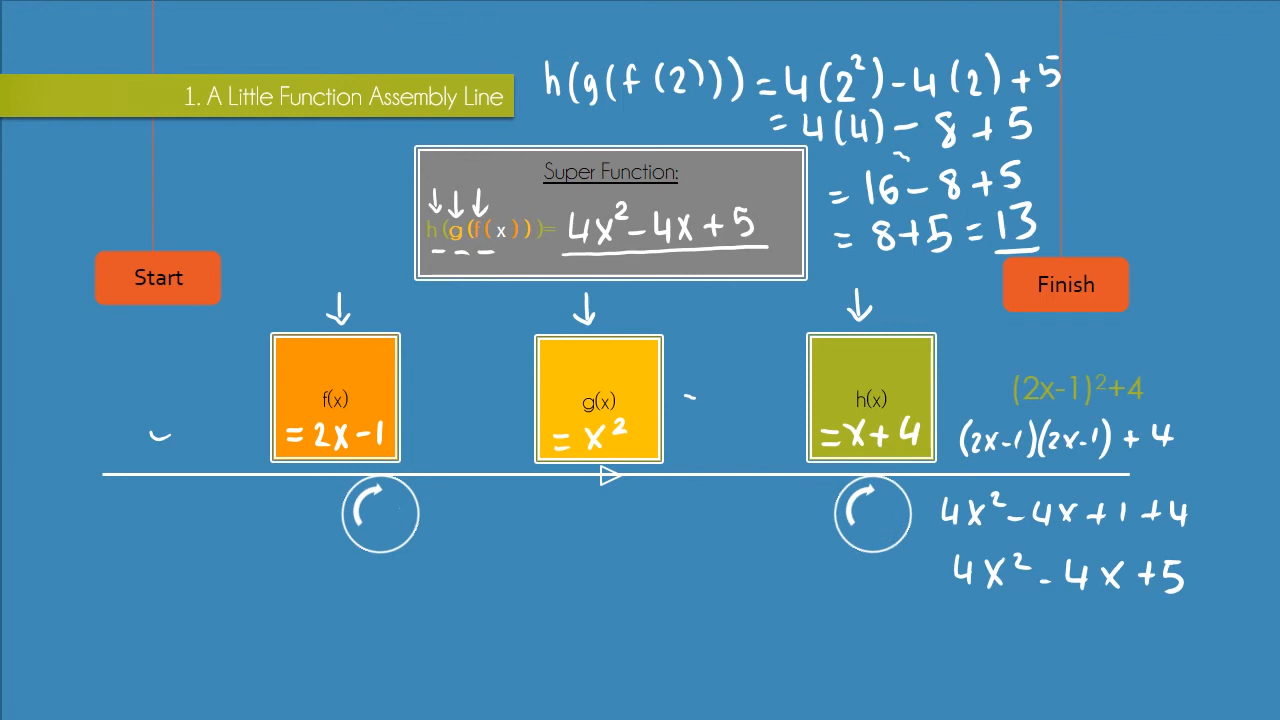 h(g(f(2))) = 4(2²) - 4(2) + 5
1. A Little Function Assembly Line
= 4(4) - 8 + 5
Super Function:
= 16 - 8 + 5
h(g(f(x)))= 4x² - 4x + 5
= 8 + 5 = 13
Start
Finish
f(x)
= 2x - 1
g(x)
= x²
h(x)
= x + 4
(2x-1)²+4
(2x-1)(2x-1) + 4
4x² - 4x + 1 + 4
4x² - 4x + 5